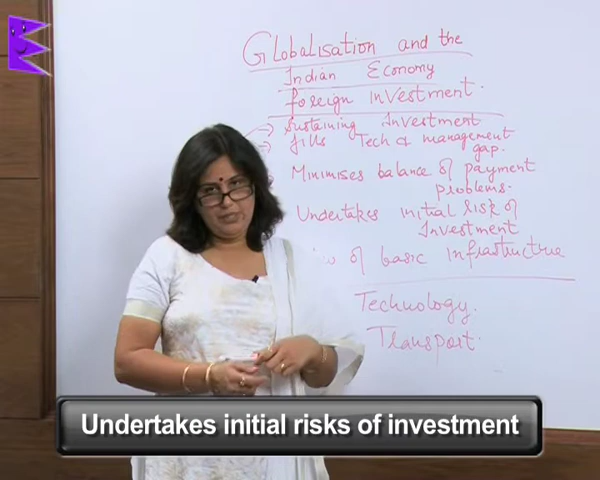 Globalisation and the
Indian Economy
foreign investment.
Sustaining Investment
fills Tech & management
gap.
Minimises balance of payment
problems.
Undertakes initial risk of
Investment
of basic infrastructure
Technology.
Transport.
Undertakes initial risks of investment